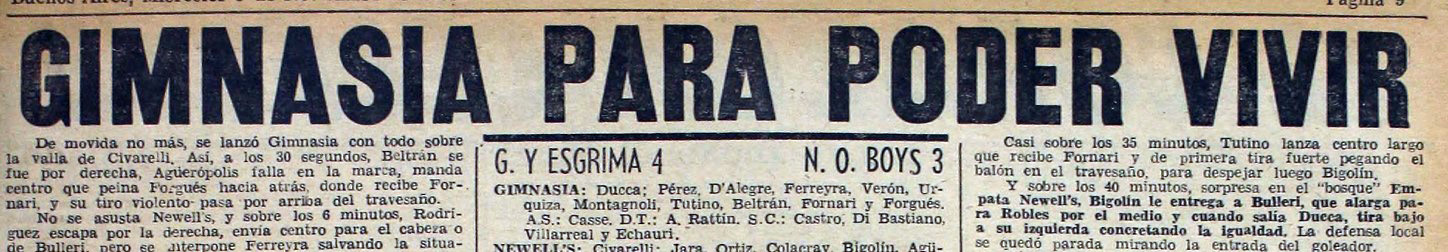 Página 9
GIMNASIA PARA PODER VIVIR
De movida no más, se lanzó Gimnasia con todo sobre
la valla de Civarelli. Así, a los 30 segundos, Beltrán se
fue por derecha, Agüerópolis falla en la marca, manda
centro que peina Forgués hacia atrás, donde recibe For-
nari, y su tiro violento pasa por arriba del travesaño.
No se asusta Newell's, y sobre los 6 minutos, Rodrí-
guez escapa por la derecha, envía centro para el cabeza o
de Bulleri, pero se interpone Ferreyra salvando la situa-
G. Y ESGRIMA 4 N. O. BOYS 3
GIMNASIA: Ducca; Pérez, D'Alegre, Ferreyra, Verón, Ur-
quiza, Montagnoli, Tutino, Beltrán, Fornari y Forgués.
A.S.: Casse. D.T.: A. Rattín. S.C.: Castro, Di Bastiano,
Villarreal y Echauri.
NEWELL'S: Civarelli; Jara, Ortiz, Colacray, Bigolín, Agü-
Casi sobre los 35 minutos, Tutino lanza centro largo
que recibe Fornari y de primera tira fuerte pegando el
balón en el travesaño, para despejar luego Bigolín.
Y sobre los 40 minutos, sorpresa en el "bosque" Em-
pata Newell's, Bigolín le entrega a Bulleri, que alarga pa-
ra Robles por el medio y cuando salía Ducca, tira bajo
a su izquierda concretando la igualdad. La defensa local
se quedó parada mirando la entrada del goleador.